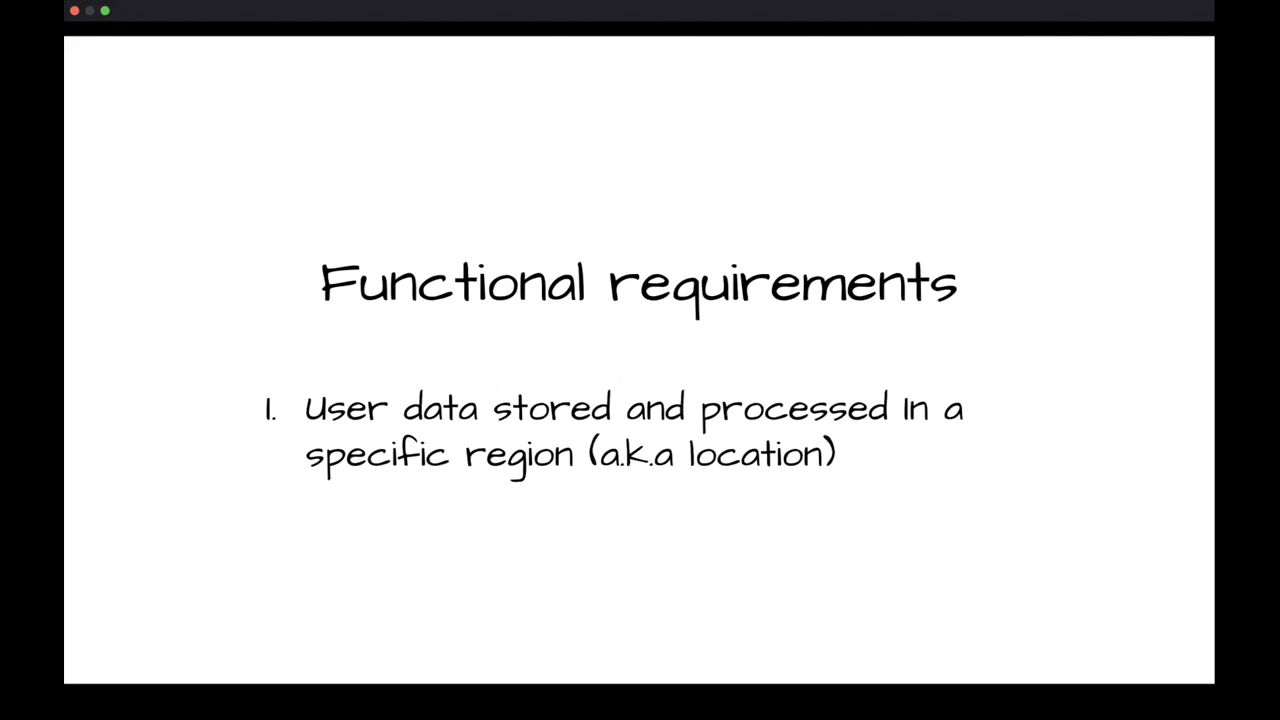 Functional requirements
1. User data stored and processed In a
specific region (a.k.a location)